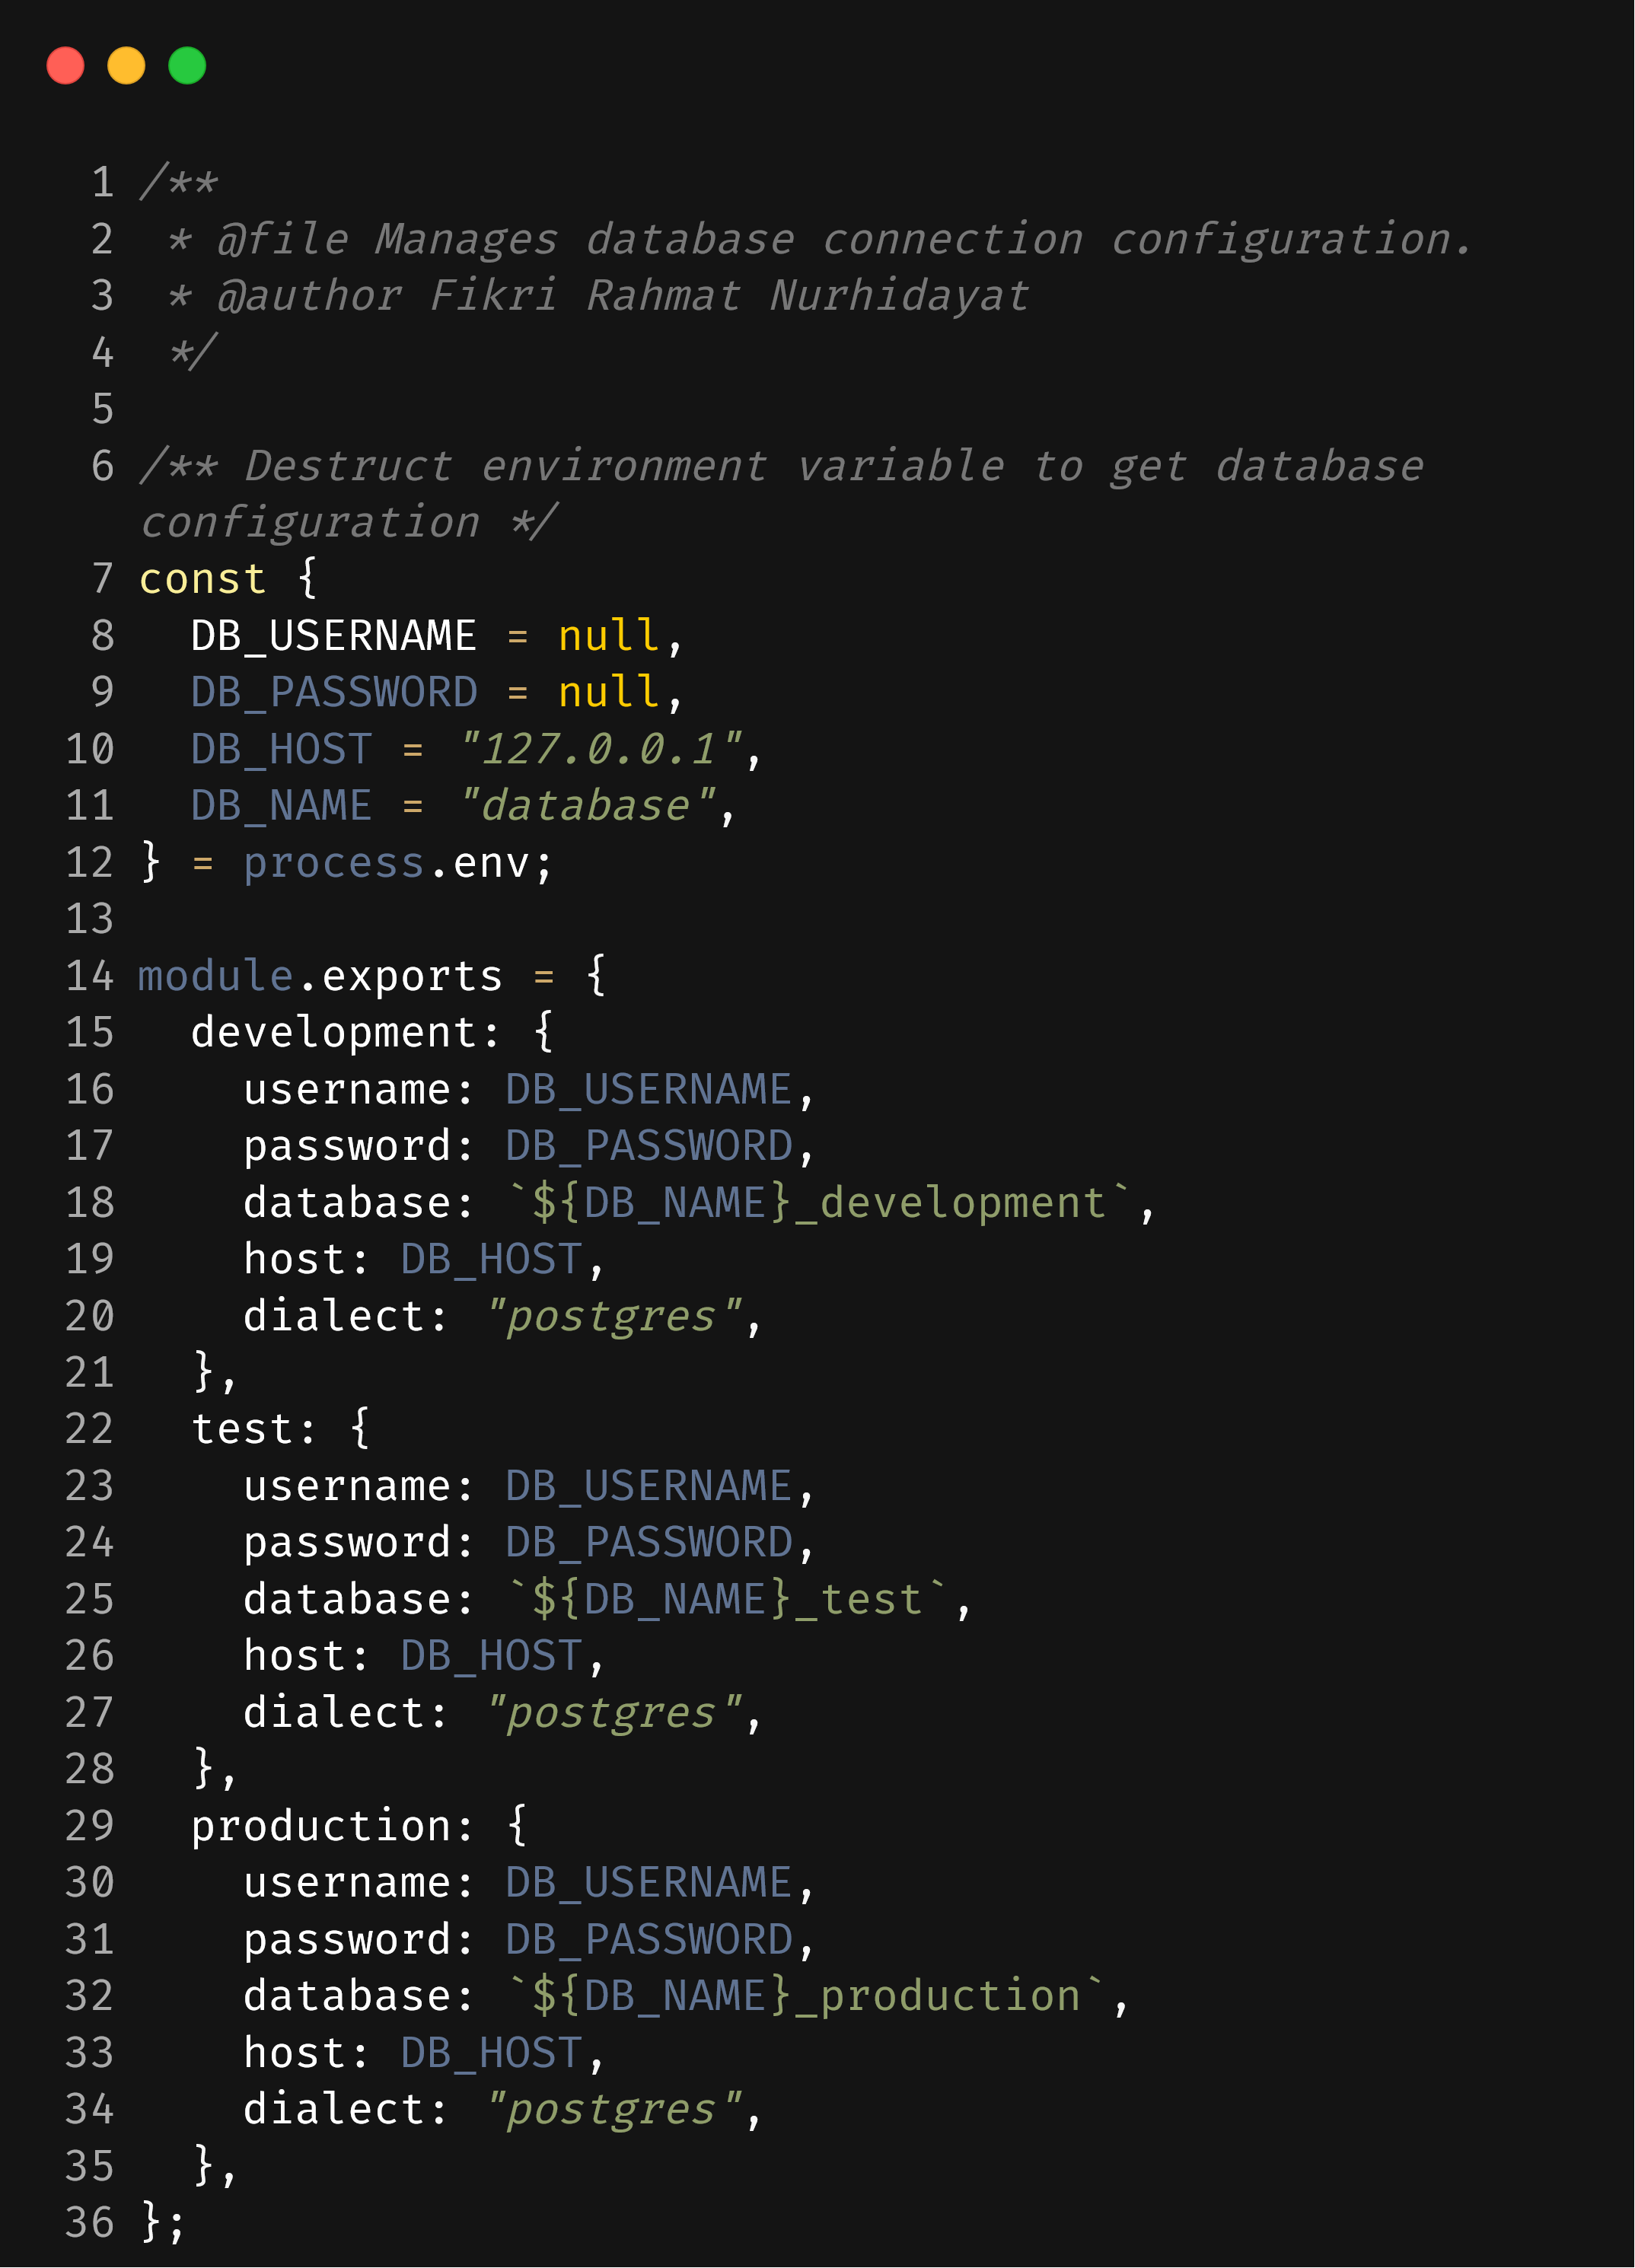 1 /**
2  * @file Manages database connection configuration.
3  * @author Fikri Rahmat Nurhidayat
4  */
5
6 /** Destruct environment variable to get database
configuration */
7 const {
8   DB_USERNAME = null,
9   DB_PASSWORD = null,
10   DB_HOST = "127.0.0.1",
11   DB_NAME = "database",
12 } = process.env;
13
14 module.exports = {
15   development: {
16     username: DB_USERNAME,
17     password: DB_PASSWORD,
18     database: `${DB_NAME}_development`,
19     host: DB_HOST,
20     dialect: "postgres",
21   },
22   test: {
23     username: DB_USERNAME,
24     password: DB_PASSWORD,
25     database: `${DB_NAME}_test`,
26     host: DB_HOST,
27     dialect: "postgres",
28   },
29   production: {
30     username: DB_USERNAME,
31     password: DB_PASSWORD,
32     database: `${DB_NAME}_production`,
33     host: DB_HOST,
34     dialect: "postgres",
35   },
36 };